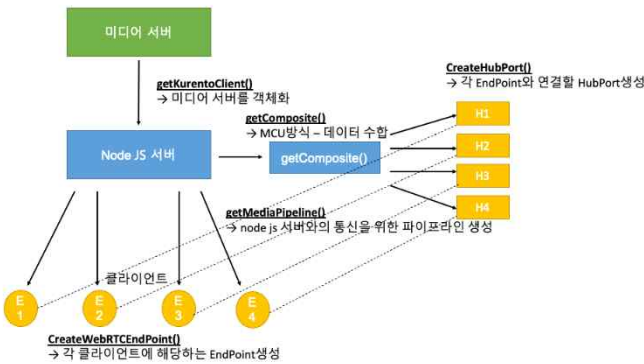 미디어 서버
getKurentoClient()
→ 미디어 서버를 객체화
CreateHubPort()
→ 각 EndPoint와 연결할 HubPort생성
getComposite()
→ MCU방식 – 데이터 수합
H1
Node JS 서버
getComposite()
H2
H3
H4
getMediaPipeline()
→ node js 서버와의 통신을 위한 파이프라인 생성
클라이언트
E
1
E
2
E
3
E
4
CreateWebRTCEndPoint()
→ 각 클라이언트에 해당하는 EndPoint생성